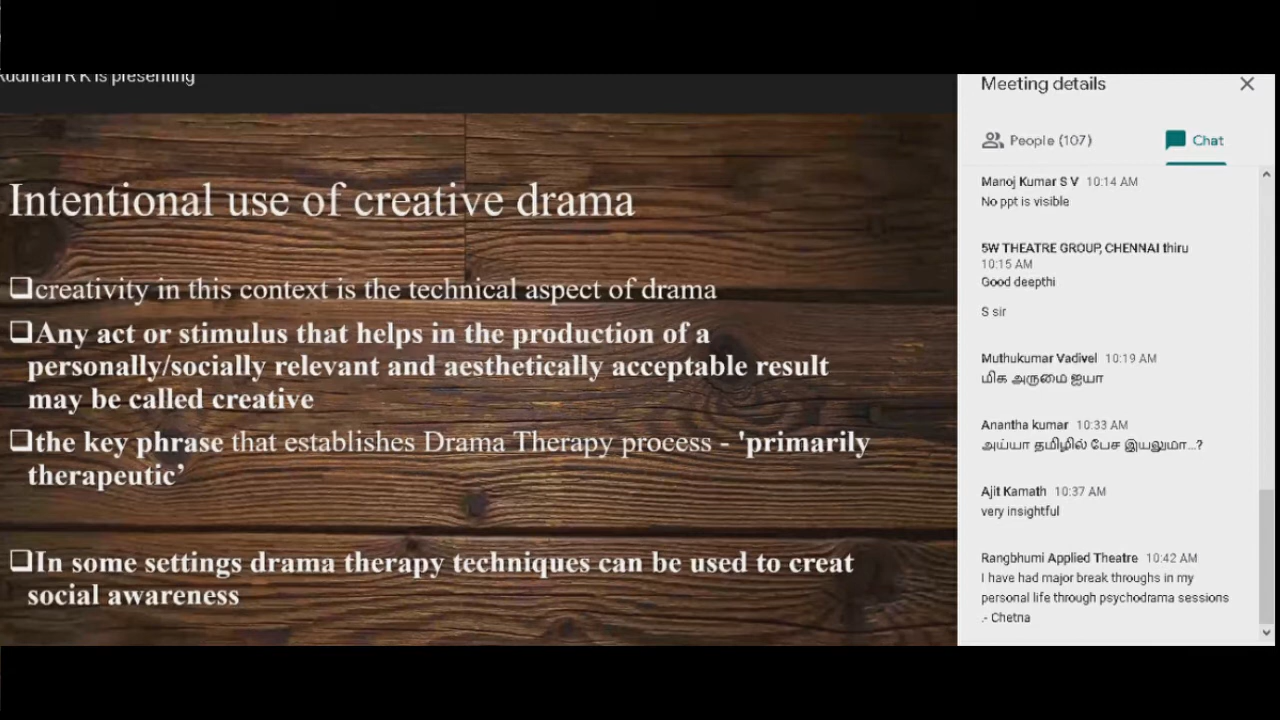 Rudhran R K is presenting
Intentional use of creative drama
❑creativity in this context is the technical aspect of drama
❑Any act or stimulus that helps in the production of a
personally/socially relevant and aesthetically acceptable result
may be called creative
❑the key phrase that establishes Drama Therapy process - 'primarily
therapeutic’
❑In some settings drama therapy techniques can be used to creat
social awareness
Meeting details
People (107)
Chat
Manoj Kumar S V 10:14 AM
No ppt is visible
5W THEATRE GROUP, CHENNAI thiru
10:15 AM
Good deepthi
S sir
Muthukumar Vadivel 10:19 AM
மிக அருமை ஐயா
Anantha kumar 10:33 AM
அய்யா தமிழில் பேச இயலுமா...?
Ajit Kamath 10:37 AM
very insightful
Rangbhumi Applied Theatre 10:42 AM
I have had major break throughs in my
personal life through psychodrama sessions
.- Chetna